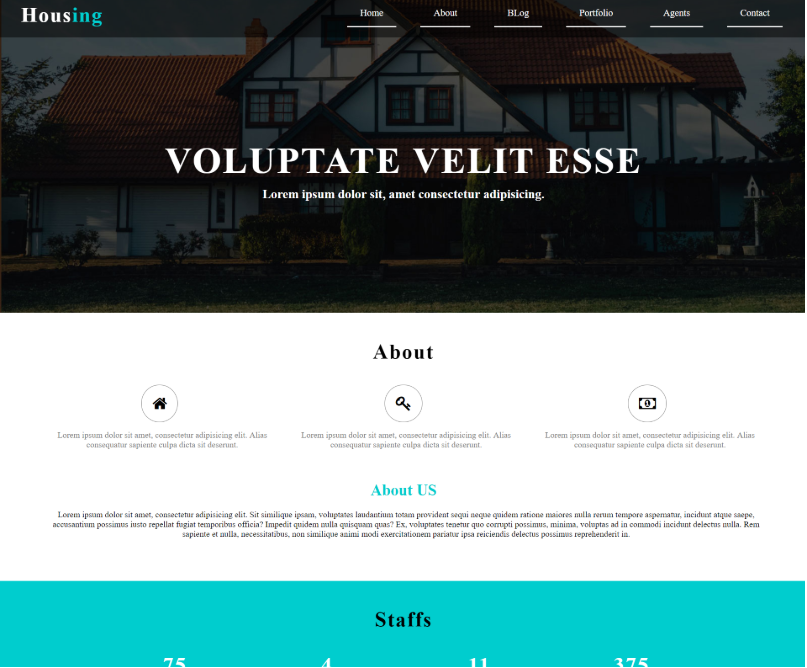 Housing
Home About BLog Portfolio Agents Contact
VOLUPTATE VELIT ESSE
Lorem ipsum dolor sit, amet consectetur adipisicing.
About
Lorem ipsum dolor sit amet, consectetur adipisicing elit. Alias
consequatur sapiente culpa dicta sit deserunt.
Lorem ipsum dolor sit amet, consectetur adipisicing elit. Alias
consequatur sapiente culpa dicta sit deserunt.
Lorem ipsum dolor sit amet, consectetur adipisicing elit. Alias
consequatur sapiente culpa dicta sit deserunt.
About US
Lorem ipsum dolor sit amet, consectetur adipisicing elit. Sit similique ipsam, voluptates laudantium totam provident sequi neque quidem ratione maiores nulla rerum tempore aspernatur, incidunt atque saepe,
accusantium possimus iusto repellat fugiat temporibus officia? Impedit quidem nulla quisquam quas? Ex, voluptates tenetur quo corrupti possimus, minima, voluptas ad in commodi incidunt delectus nulla. Rem
sapiente et nulla, necessitatibus, non similique animi modi exercitationem pariatur ipsa reiciendis delectus possimus reprehenderit in.
Staffs
75 4 11 375